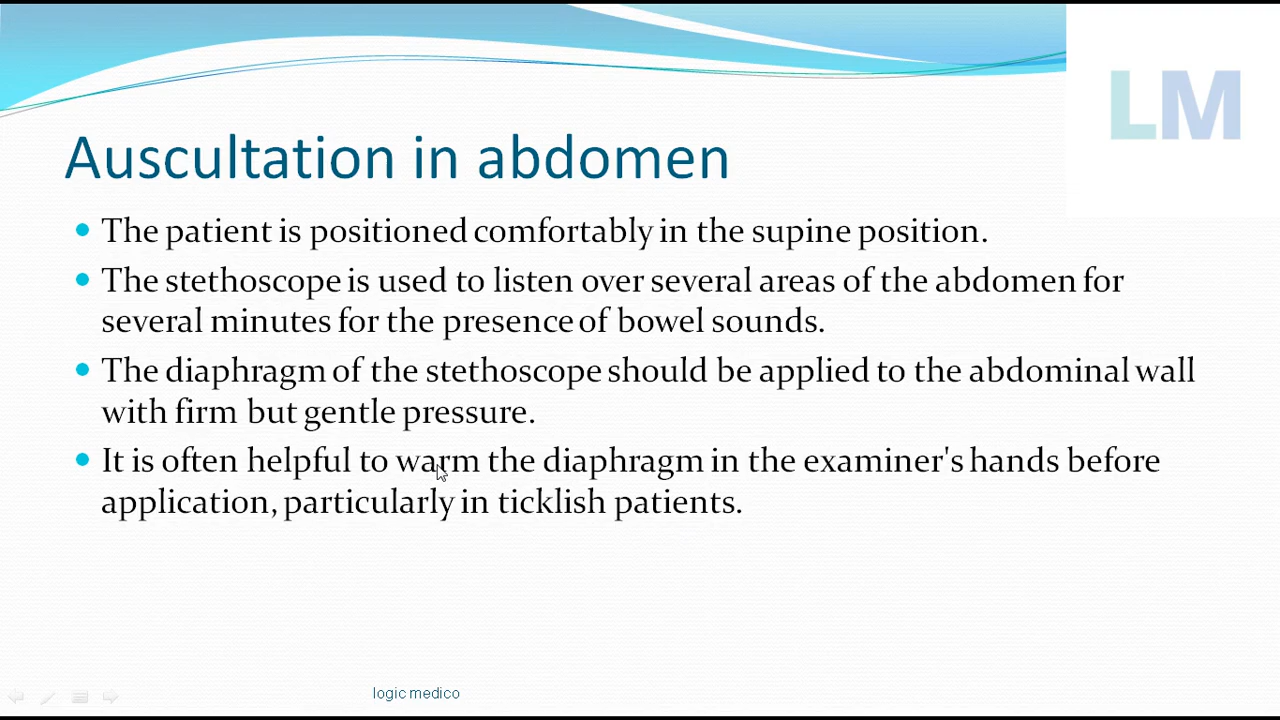 LM
Auscultation in abdomen
The patient is positioned comfortably in the supine position.
The stethoscope is used to listen over several areas of the abdomen for
several minutes for the presence of bowel sounds.
The diaphragm of the stethoscope should be applied to the abdominal wall
with firm but gentle pressure.
It is often helpful to warm the diaphragm in the examiner's hands before
application, particularly in ticklish patients.
logic medico